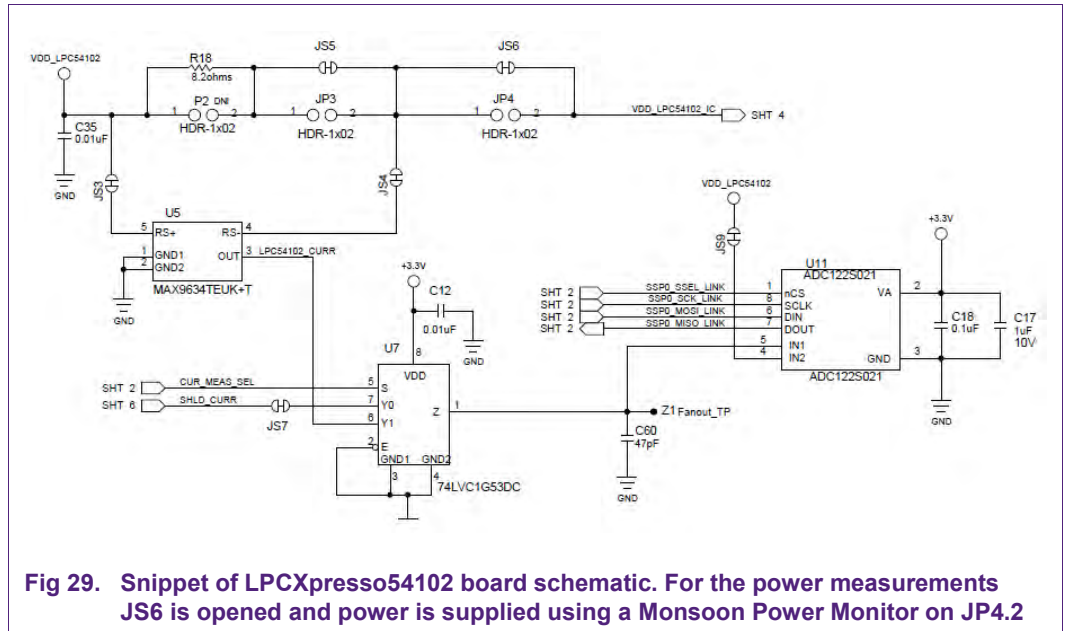 JS5
JS6
VDD_LPC54102
R18
8.2ohms
P2 DNI
JP3
JP4
1 2
1 2
1 2
HDR-1x02
HDR-1x02
HDR-1x02
VDD_LPC54102_IC
SHT 4
C35
0.01uF
GND
JS3
JS4
U5
5 RS+
RS- 4
1 GND1
2 GND2
OUT 3
LPC54102_CURR
MAX9634TEUK+T
GND
VDD_LPC54102
JS9
+3.3V
U11
ADC122S021
SHT 2 SSP0_SSEL_LINK 1 nCS
SHT 2 SSP0_SCK_LINK 8 SCLK
SHT 2 SSP0_MOSI_LINK 6 DIN
SHT 2 SSP0_MISO_LINK 7 DOUT
5 IN1
4 IN2
VA 2
GND 3
ADC122S021
C18
0.1uF
C17
1uF
10V
GND
+3.3V
C12
0.01uF
GND
U7
8
VDD
SHT 2 CUR_MEAS_SEL 5 S
SHT 6 SHLD_CURR 7 Y0
JS7
6 Y1
Z 1
2 E
GND1 GND2
3 4
74LVC1G53DC
Z1 Fanout_TP
C60
47pF
GND
Fig 29. Snippet of LPCXpresso54102 board schematic. For the power measurements
JS6 is opened and power is supplied using a Monsoon Power Monitor on JP4.2